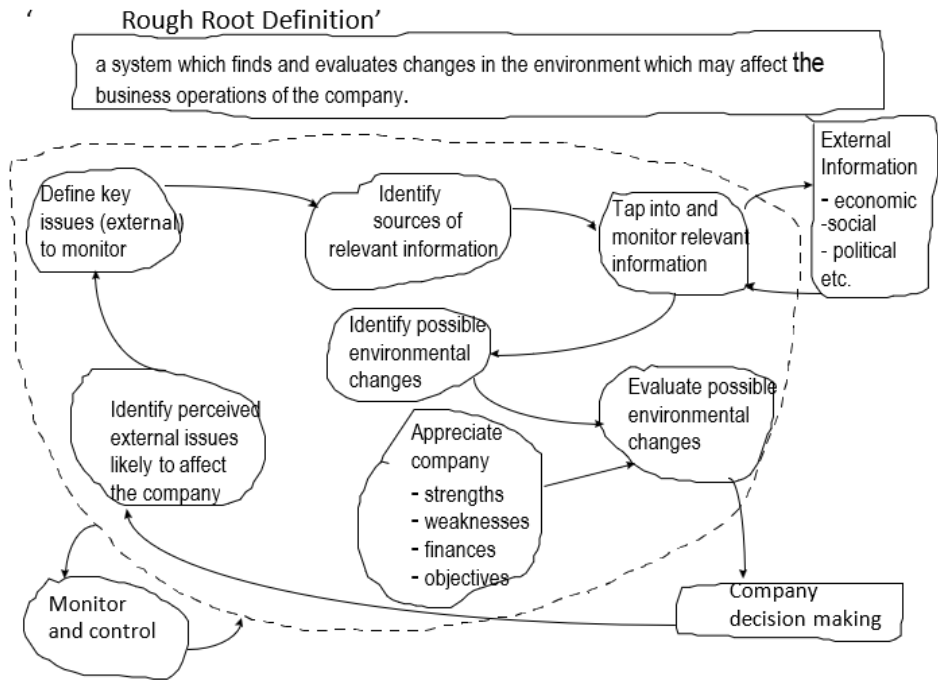 ‘ Rough Root Definition’
a system which finds and evaluates changes in the environment which may affect the
business operations of the company.
External
Information
- economic
-social
- political
etc.
Define key
issues (external)
to monitor
Identify
sources of
relevant information
Tap into and
monitor relevant
information
Identify possible
environmental
changes
Evaluate possible
environmental
changes
Identify perceived
external issues
likely to affect
the company
Appreciate
company
- strengths
- weaknesses
- finances
- objectives
Monitor
and control
Company
decision making